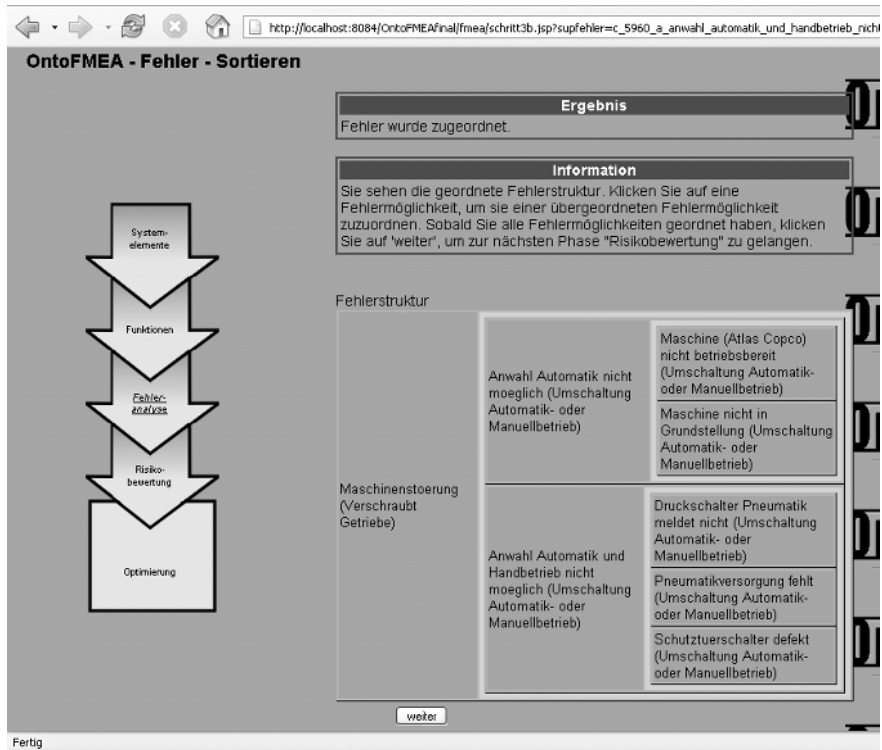 http://localhost:8084/OntoFMEAfinal/fmea/schritt3b.jsp?supfehler=c_5960_a_anwahl_automatik_und_handbetrieb_nicht
OntoFMEA - Fehler - Sortieren
Ergebnis
Fehler wurde zugeordnet.
Information
Sie sehen die geordnete Fehlerstruktur. Klicken Sie auf eine
Fehlermöglichkeit, um sie einer übergeordneten Fehlermöglichkeit
zuzuordnen. Sobald Sie alle Fehlermöglichkeiten geordnet haben, klicken
Sie auf 'weiter', um zur nächsten Phase "Risikobewertung" zu gelangen.
System-
elemente
Funktionen
Fehler-
analyse
Risiko-
bewertung
Optimierung
Fehlerstruktur
Maschinenstoerung
(Verschraubt
Getriebe)
Anwahl Automatik nicht
moeglich (Umschaltung
Automatik- oder
Manuellbetrieb)
Maschine (Atlas Copco)
nicht betriebsbereit
(Umschaltung Automatik-
oder Manuellbetrieb)
Maschine nicht in
Grundstellung (Umschaltung
Automatik- oder
Manuellbetrieb)
Anwahl Automatik und
Handbetrieb nicht
moeglich (Umschaltung
Automatik- oder
Manuellbetrieb)
Druckschalter Pneumatik
meldet nicht (Umschaltung
Automatik- oder
Manuellbetrieb)
Pneumatikversorgung fehlt
(Umschaltung Automatik-
oder Manuellbetrieb)
Schutztuerschalter defekt
(Umschaltung Automatik-
oder Manuellbetrieb)
weiter
Fertig